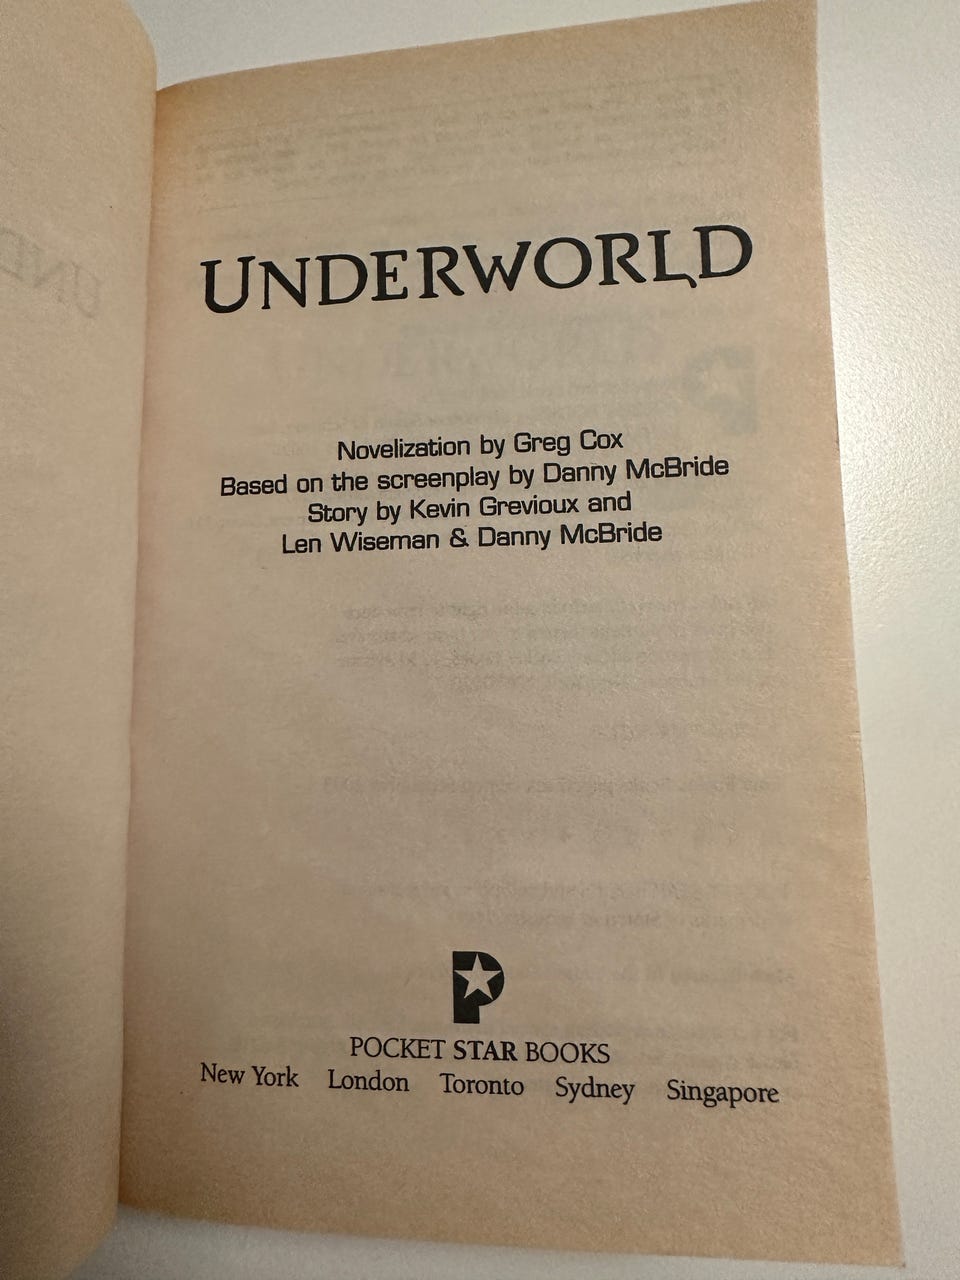 UNDERWORLD
Novelization by Greg Cox
Based on the screenplay by Danny McBride
Story by Kevin Grevioux and
Len Wiseman & Danny McBride
P
POCKET STAR BOOKS
New York London Toronto Sydney Singapore